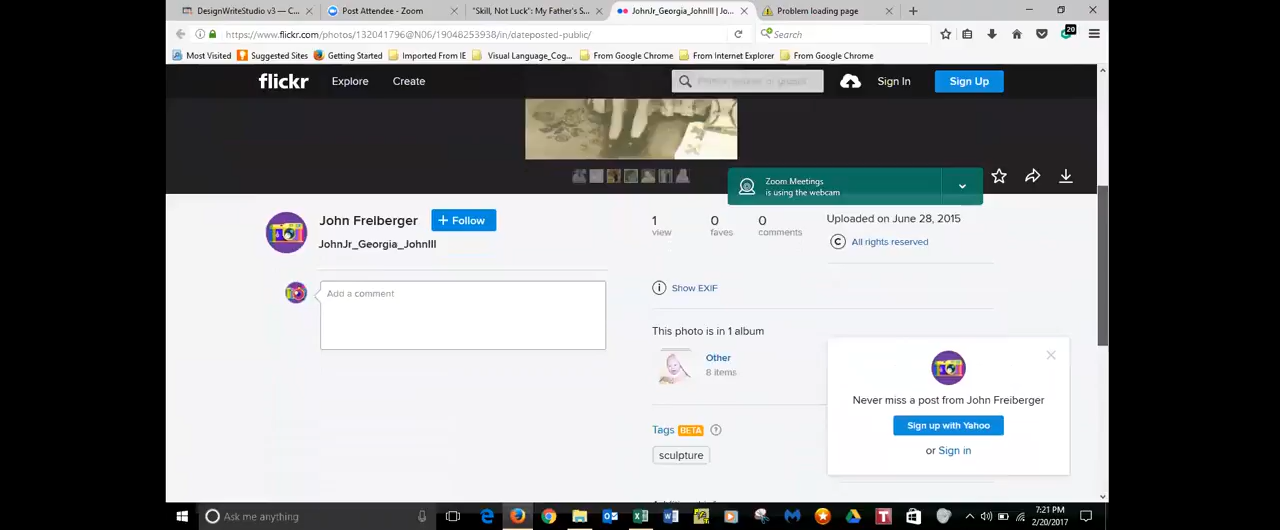 DesignWriteStudio v3 — C...
Post Attendee - Zoom
"Skill, Not Luck": My Father's S...
JohnJr_Georgia_JohnIII | Jo...
Problem loading page
https://www.flickr.com/photos/132041796@N06/19048253938/in/dateposted-public/
Search
20
Most Visited
Suggested Sites
Getting Started
Imported From IE
Visual Language_Cog...
From Google Chrome
From Internet Explorer
From Google Chrome
flickr
Explore
Create
Sign In
Sign Up
Zoom Meetings
is using the webcam
John Freiberger
+ Follow
JohnJr_Georgia_JohnIII
1
view
0
faves
0
comments
Uploaded on June 28, 2015
All rights reserved
Add a comment
Show EXIF
This photo is in 1 album
Other
8 items
Never miss a post from John Freiberger
Sign up with Yahoo
or Sign in
Tags BETA
sculpture
Ask me anything
7:21 PM
2/20/2017